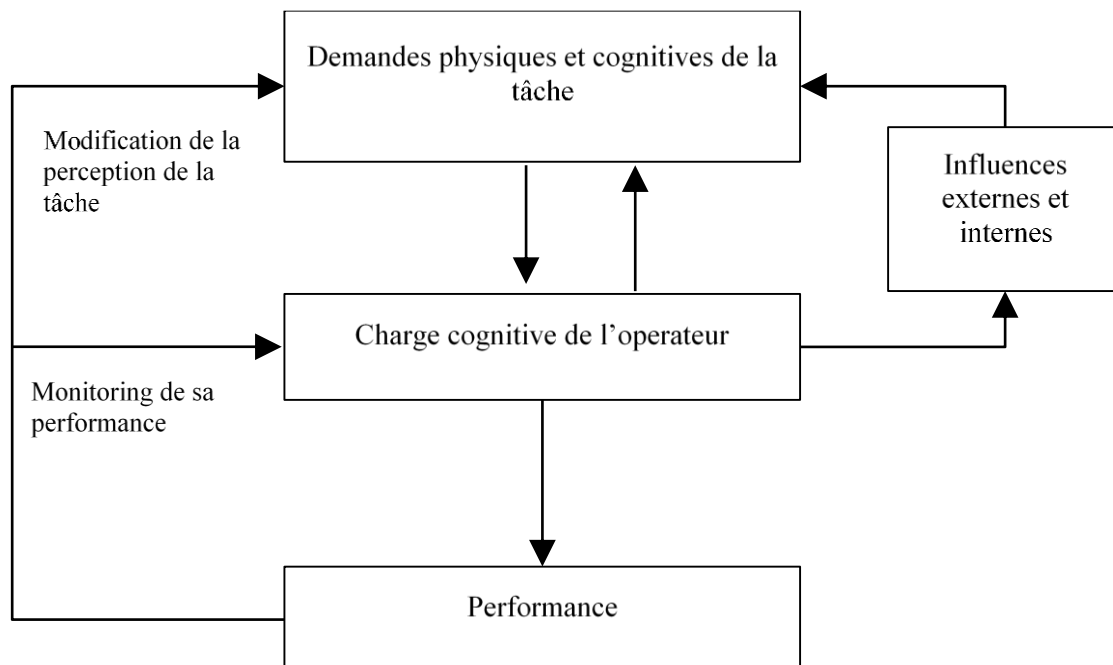 Demandes physiques et cognitives de la
tâche
Modification de la
perception de la
tâche
Influences
externes et
internes
Charge cognitive de l’operateur
Monitoring de sa
performance
Performance